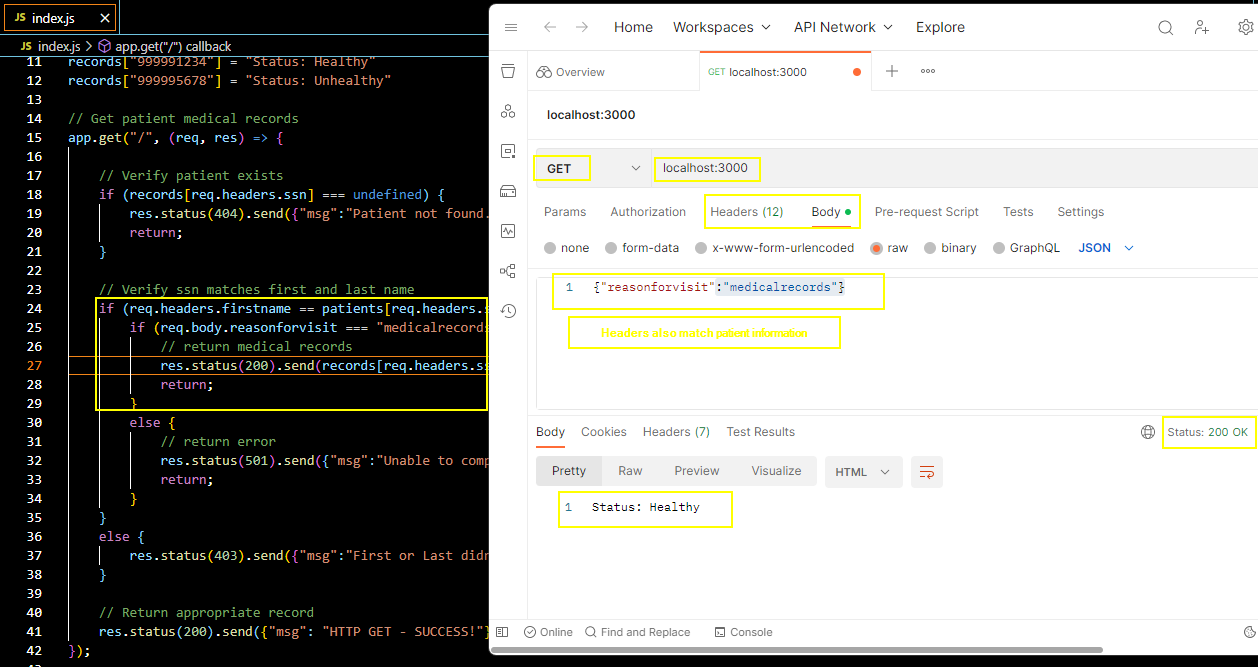 JS index.js ×
JS index.js > app.get("/") callback
11 records["999991234"] = "Status: Healthy"
12 records["999995678"] = "Status: Unhealthy"
13
14 // Get patient medical records
15 app.get("/", (req, res) => {
16
17 // Verify patient exists
18 if (records[req.headers.ssn] === undefined) {
19 res.status(404).send({"msg":"Patient not found.
20 return;
21 }
22
23 // Verify ssn matches first and last name
24 if (req.headers.firstname == patients[req.headers.s
25 if (req.body.reasonforvisit === "medicalrecords
26 // return medical records
27 res.status(200).send(records[req.headers.ss
28 return;
29 }
30 else {
31 // return error
32 res.status(501).send({"msg":"Unable to comp
33 return;
34 }
35 }
36 else {
37 res.status(403).send({"msg":"First or Last didn
38 }
39
40 // Return appropriate record
41 res.status(200).send({"msg": "HTTP GET - SUCCESS!"}
42 });
Home Workspaces API Network Explore
Overview GET localhost:3000
localhost:3000
GET localhost:3000
Params Authorization Headers (12) Body Pre-request Script Tests Settings
none form-data x-www-form-urlencoded raw binary GraphQL JSON
1 {"reasonforvisit":"medicalrecords"}
Headers also match patient information
Body Cookies Headers (7) Test Results Status: 200 OK
Pretty Raw Preview Visualize HTML
1 Status: Healthy
Online Find and Replace Console